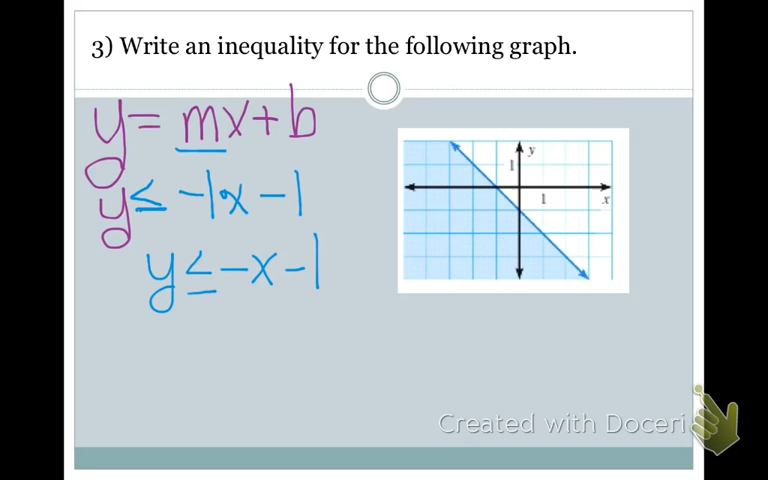 3) Write an inequality for the following graph.
y = mx + b
y ≤ -1x - 1
y ≤ -x - 1
y
1
1
x
Created with Doceri